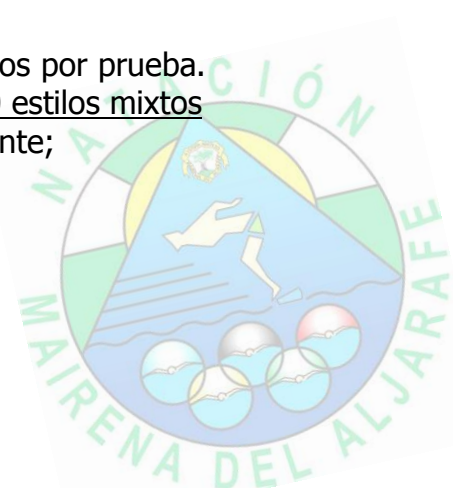 os por prueba.
estilos mixtos
nte;
NATACIÓN
MAIRENA DEL ALJARAFE